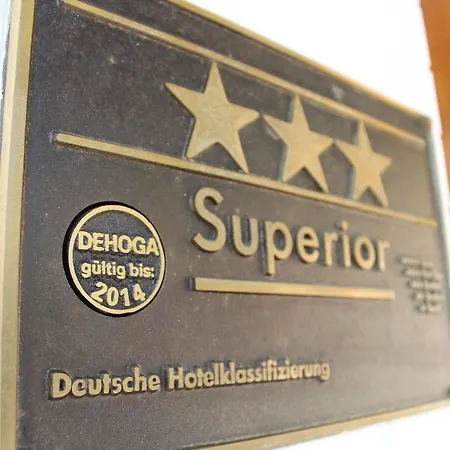 Superior
DEHOGA
gültig bis:
2014
Deutsche Hotelklassifizierung